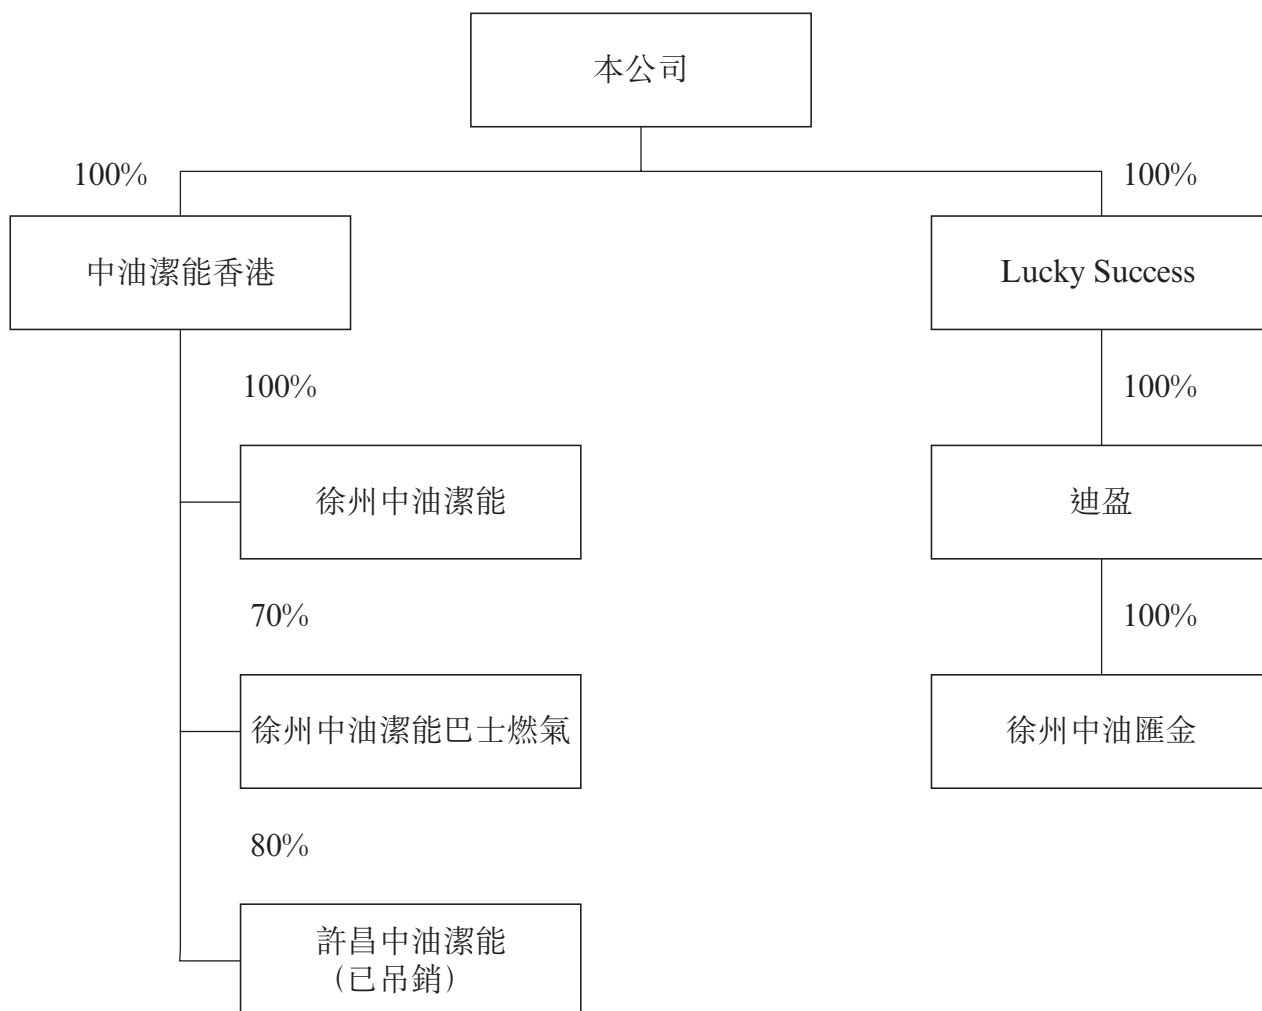 本公司
100%
100%
中油潔能香港
Lucky Success
100%
100%
徐州中油潔能
迪盈
70%
100%
徐州中油潔能巴士燃氣
徐州中油匯金
80%
許昌中油潔能
（已吊銷）